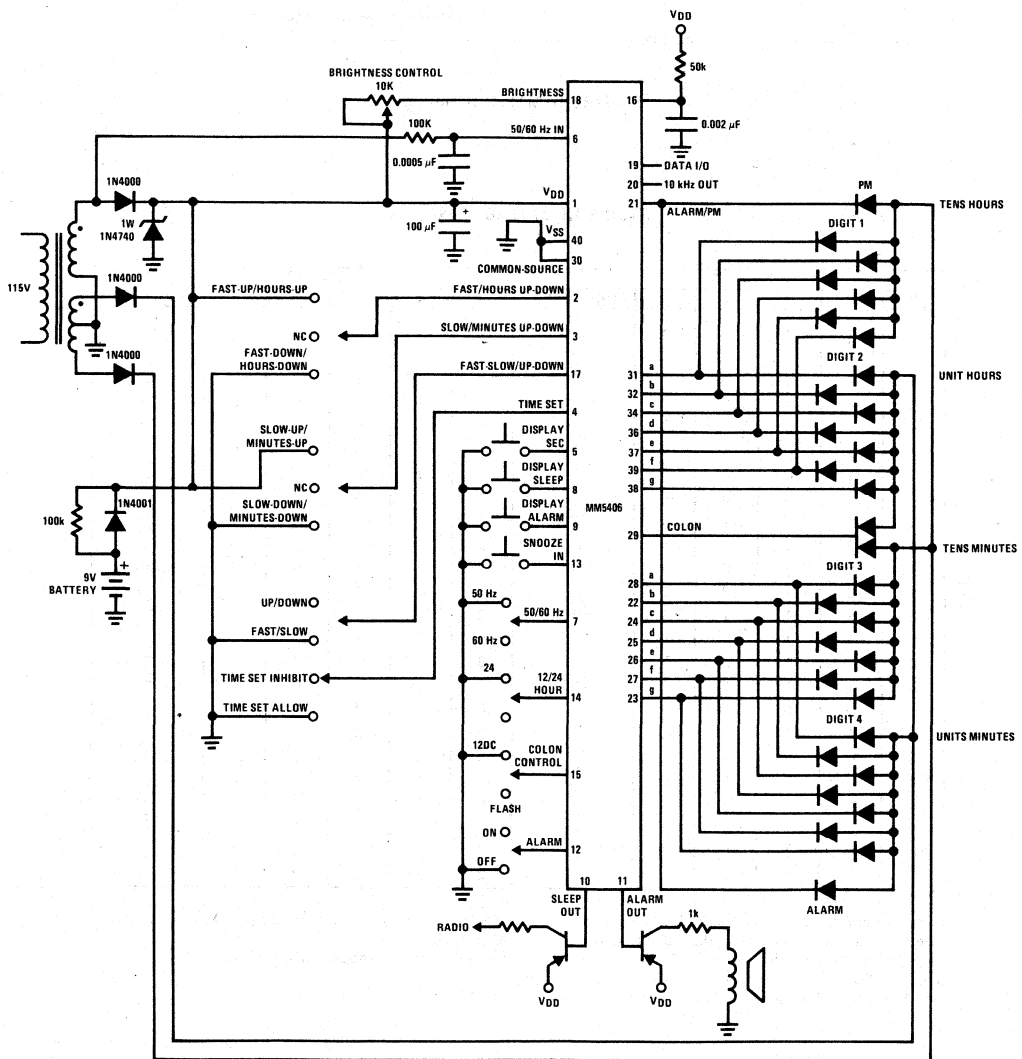 VDD
50k
BRIGHTNESS CONTROL
10K
BRIGHTNESS
18
16
100K
50/60 Hz IN
6
0.002 µF
0.0005 µF
19
DATA I/O
20
10 kHz OUT
1N4000
VDD
1
21
ALARM/PM
PM
TENS HOURS
1W
1N4740
100 µF
+
VSS
40
30
COMMON-SOURCE
DIGIT 1
115V
1N4000
FAST-UP/HOURS-UP
FAST/HOURS UP-DOWN
2
NC
SLOW/MINUTES UP-DOWN
3
1N4000
FAST-DOWN/
HOURS-DOWN
FAST-SLOW/UP-DOWN
17
DIGIT 2
31
a
UNIT HOURS
32
b
TIME SET
4
34
c
SLOW-UP/
MINUTES-UP
DISPLAY
SEC
5
36
d
37
e
DISPLAY
SLEEP
8
39
f
NC
38
g
100k
1N4001
SLOW-DOWN/
MINUTES-DOWN
DISPLAY
ALARM
9
MM5406
29
COLON
SNOOZE
IN
13
TENS MINUTES
+
9V
BATTERY
DIGIT 3
28
a
UP/DOWN
50 Hz
22
b
50/60 Hz
7
24
c
FAST/SLOW
60 Hz
25
d
26
e
TIME SET INHIBIT
24
12/24
HOUR
14
27
f
23
g
TIME SET ALLOW
DIGIT 4
UNITS MINUTES
12DC
COLON
CONTROL
15
FLASH
ON
ALARM
12
OFF
10
11
SLEEP
OUT
ALARM
OUT
ALARM
RADIO
1k
VDD
VDD